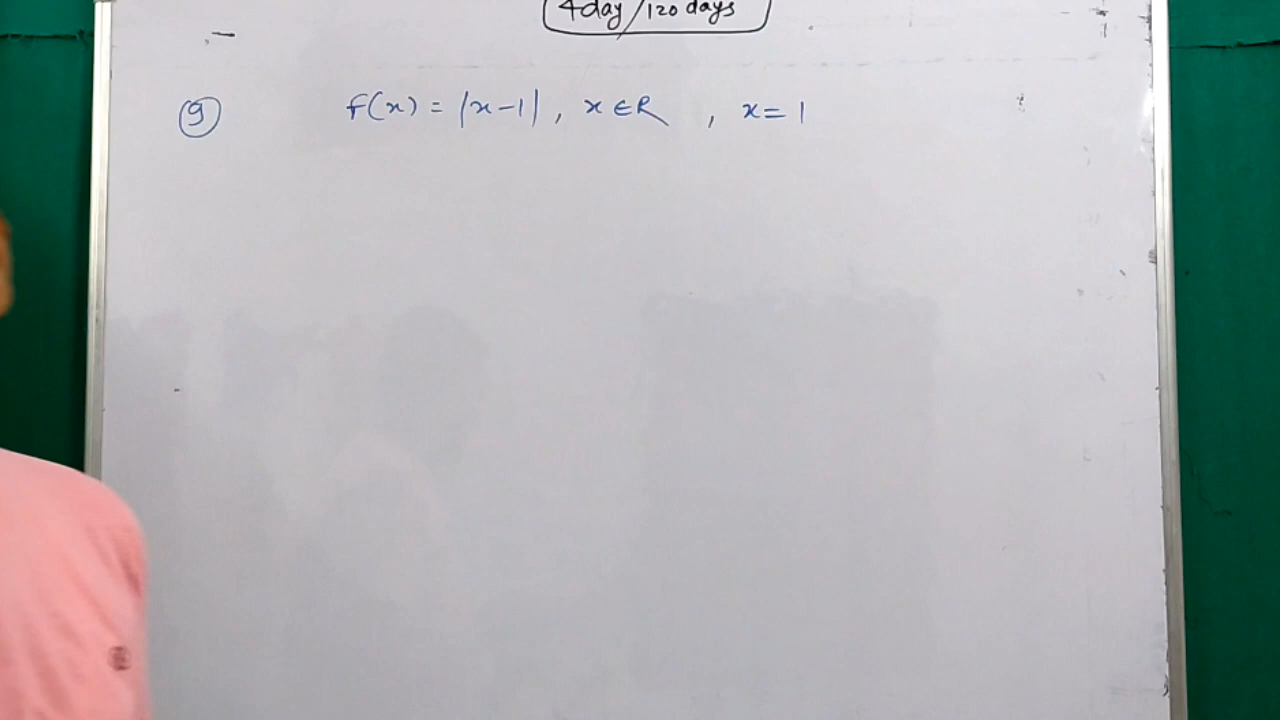 4day/120 days
9 f(x) = |x-1|, x∈R , x=1